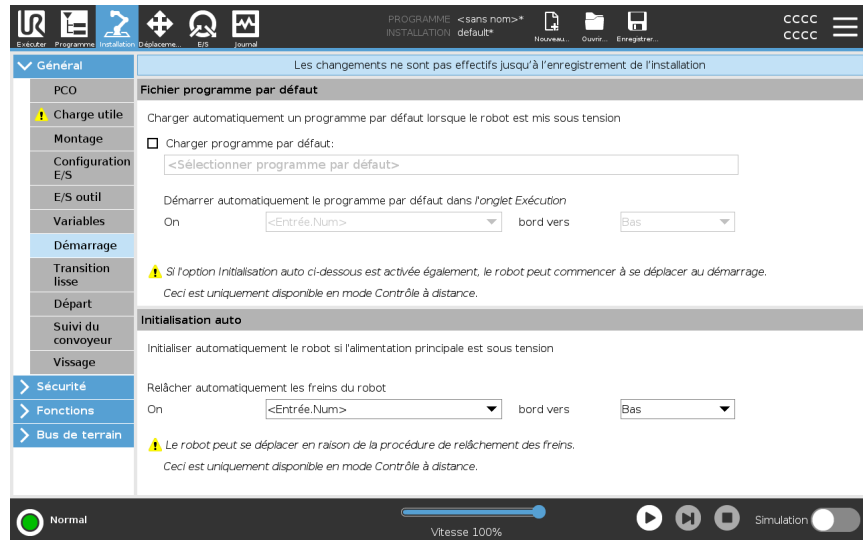 PROGRAMME <sans nom>*
INSTALLATION default*
CCCC
CCCC
Exécuter Programme Installation Déplaceme... E/S Journal
Nouveau... Ouvrir... Enregistrer...
Général
PCO
Charge utile
Montage
Configuration
E/S
E/S outil
Variables
Démarrage
Transition
lisse
Départ
Suivi du
convoyeur
Vissage
Sécurité
Fonctions
Bus de terrain
Les changements ne sont pas effectifs jusqu'à l'enregistrement de l'installation
Fichier programme par défaut
Charger automatiquement un programme par défaut lorsque le robot est mis sous tension
Charger programme par défaut:
<Sélectionner programme par défaut>
Démarrer automatiquement le programme par défaut dans l'onglet Exécution
On <Entrée.Num> bord vers Bas
Si l'option Initialisation auto ci-dessous est activée également, le robot peut commencer à se déplacer au démarrage.
Ceci est uniquement disponible en mode Contrôle à distance.
Initialisation auto
Initialiser automatiquement le robot si l'alimentation principale est sous tension
Relâcher automatiquement les freins du robot
On <Entrée.Num> bord vers Bas
Le robot peut se déplacer en raison de la procédure de relâchement des freins.
Ceci est uniquement disponible en mode Contrôle à distance.
Normal
Vitesse 100%
Simulation